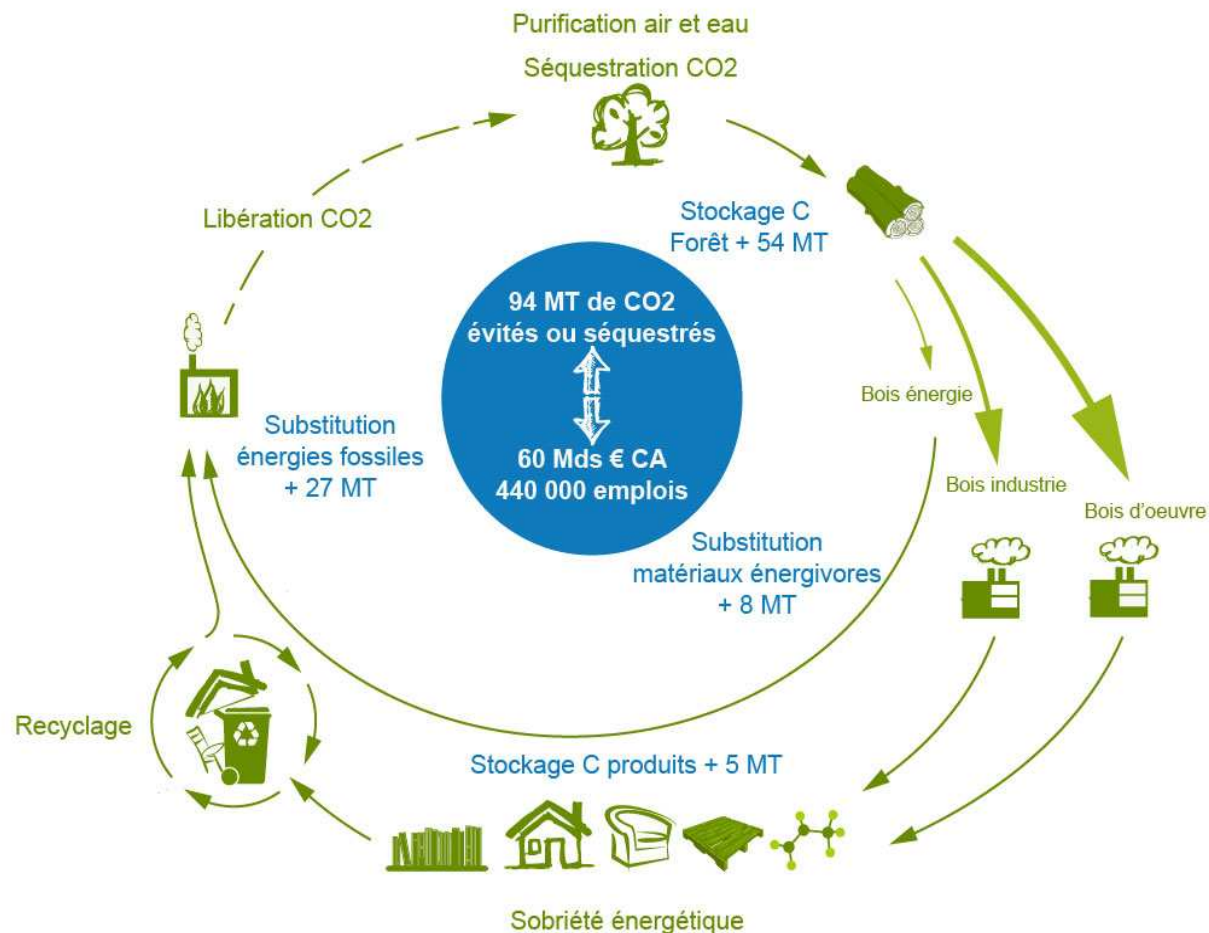 Purification air et eau
Séquestration CO2
Libération CO2
Stockage C
Forêt + 54 MT
94 MT de CO2
évités ou séquestrés
60 Mds € CA
440 000 emplois
Bois énergie
Substitution
énergies fossiles
+ 27 MT
Bois industrie
Bois d'oeuvre
Substitution
matériaux énergivores
+ 8 MT
Recyclage
Stockage C produits + 5 MT
Sobriété énergétique